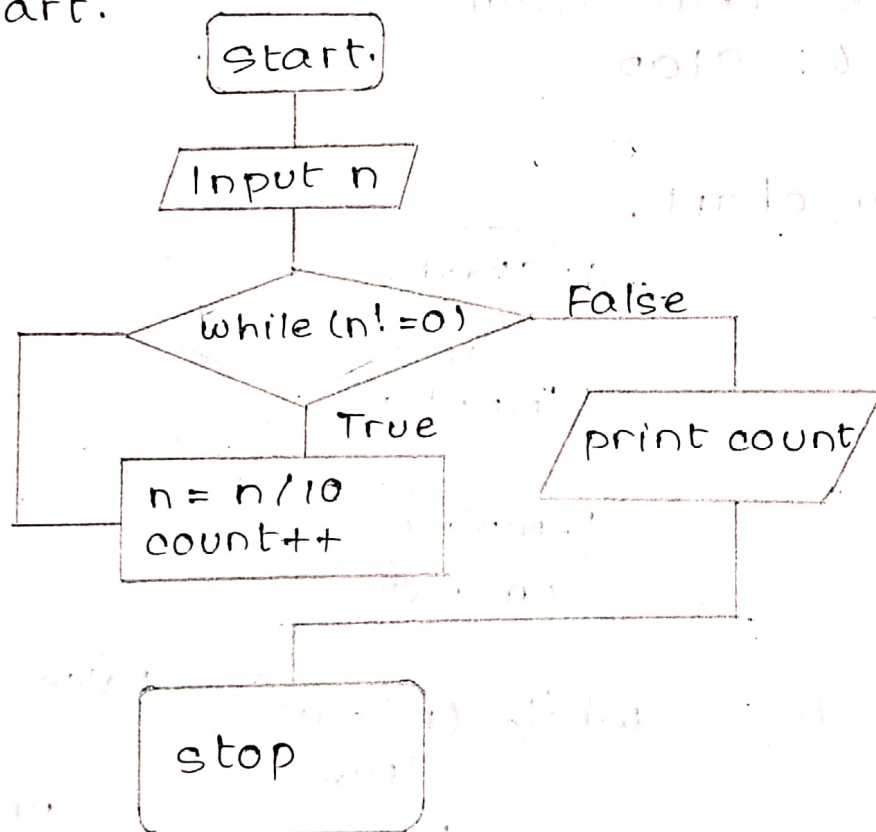 art.
Start.
Input n
while (n! =0)
False
True
n = n/10
count++
print count
stop